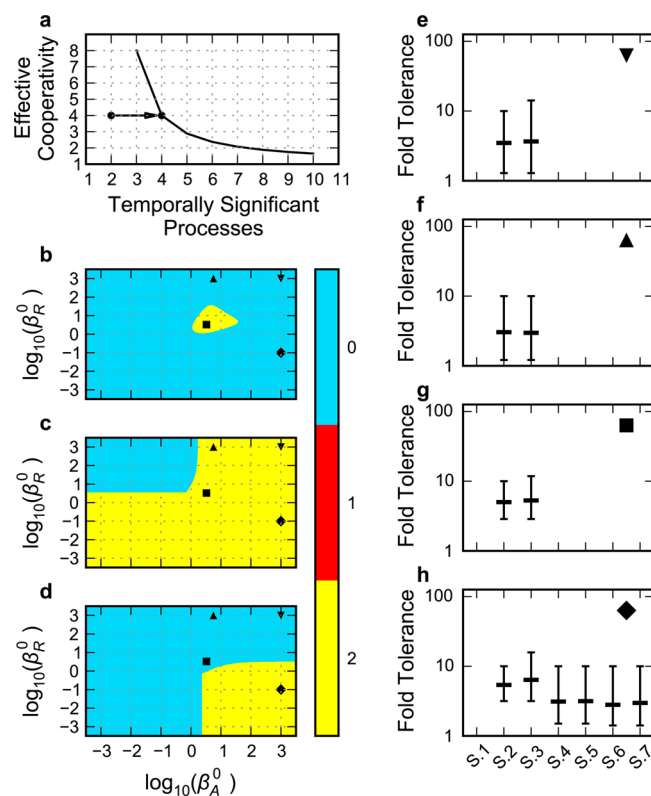 a
Effective
Cooperativity
8
7
6
5
4
3
2
1
1 2 3 4 5 6 7 8 9 10 11
Temporally Significant
Processes
b
log₁₀(β⁰_R)
3
2
1
0
−1
−2
−3
c
log₁₀(β⁰_R)
3
2
1
0
−1
−2
−3
d
log₁₀(β⁰_R)
3
2
1
0
−1
−2
−3
−3 −2 −1 0 1 2 3
log₁₀(β⁰_A)
0
1
2
e
Fold Tolerance
100
10
1
f
Fold Tolerance
100
10
1
g
Fold Tolerance
100
10
1
h
Fold Tolerance
100
10
1
S.1 S.2 S.3 S.4 S.5 S.6 S.7